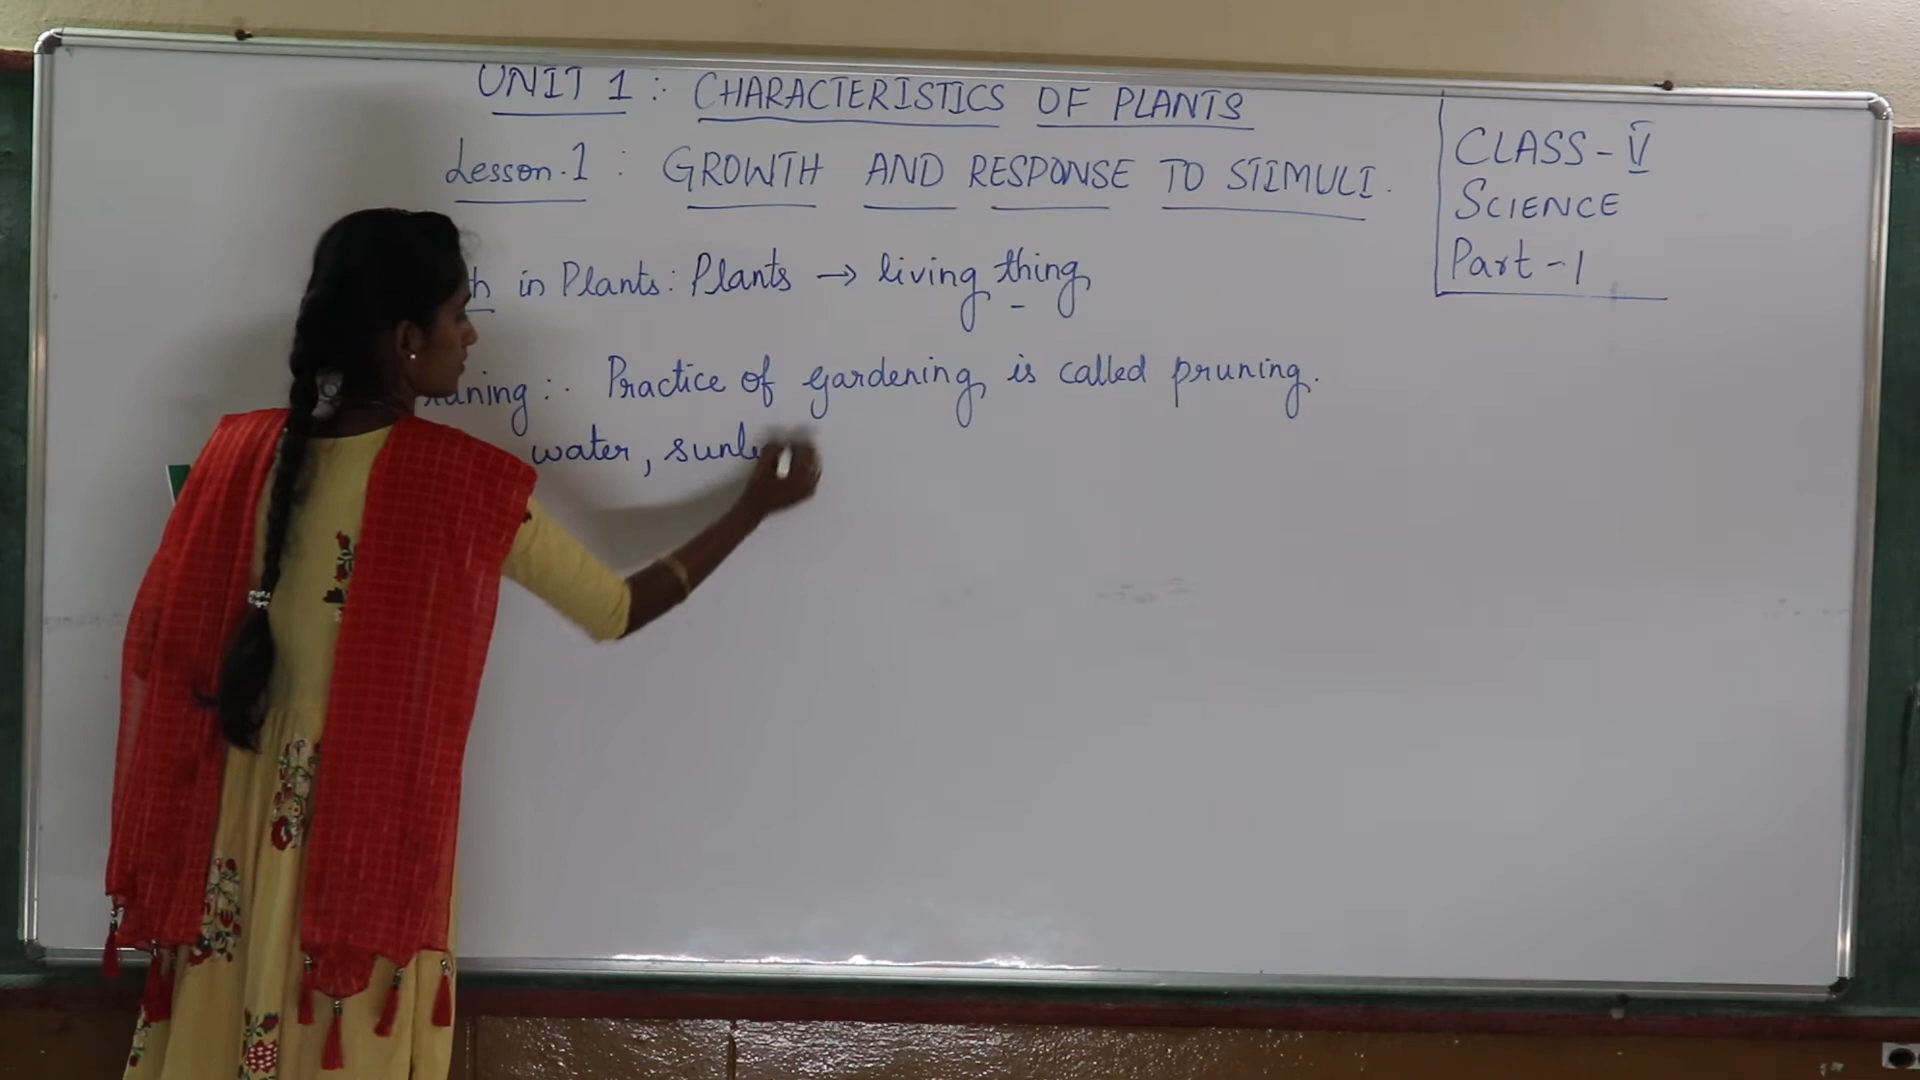 UNIT 1 : CHARACTERISTICS OF PLANTS
Lesson.1 : GROWTH AND RESPONSE TO STIMULI.
CLASS - V
SCIENCE
Part - 1
in Plants: Plants → living thing
: Practice of gardening is called pruning.
water,